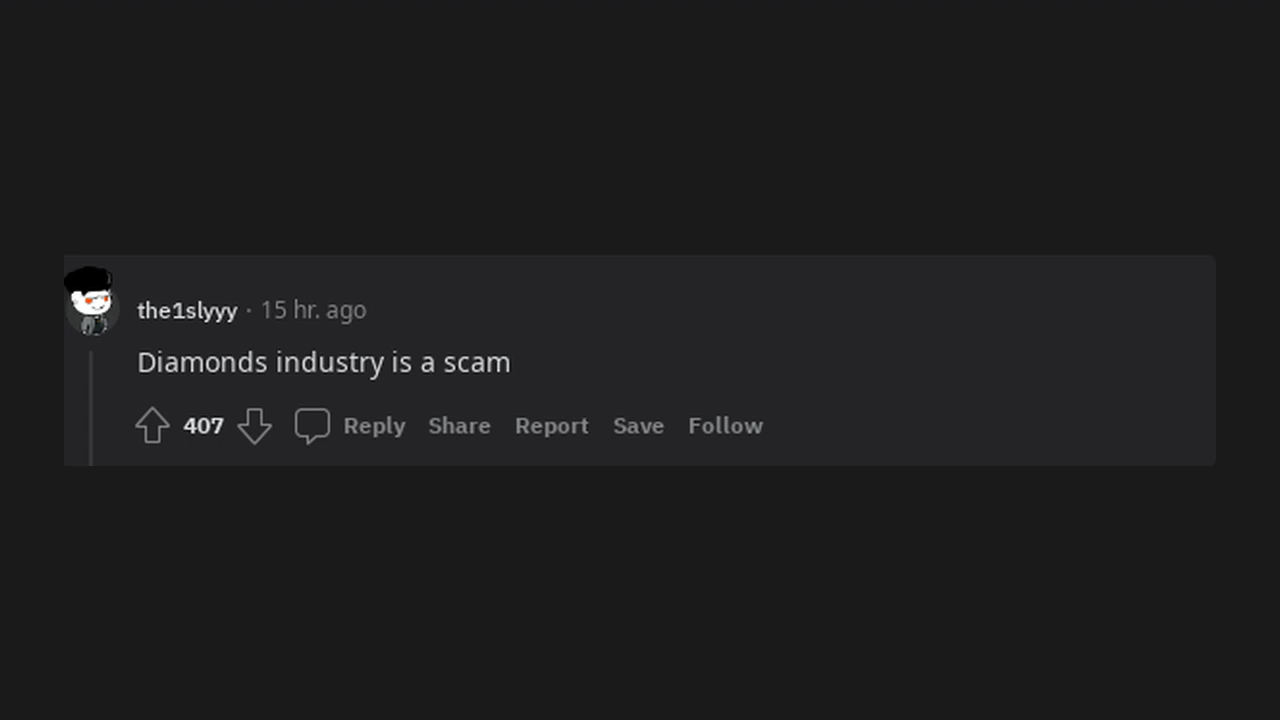 the1slyyy · 15 hr. ago
Diamonds industry is a scam
407 Reply Share Report Save Follow